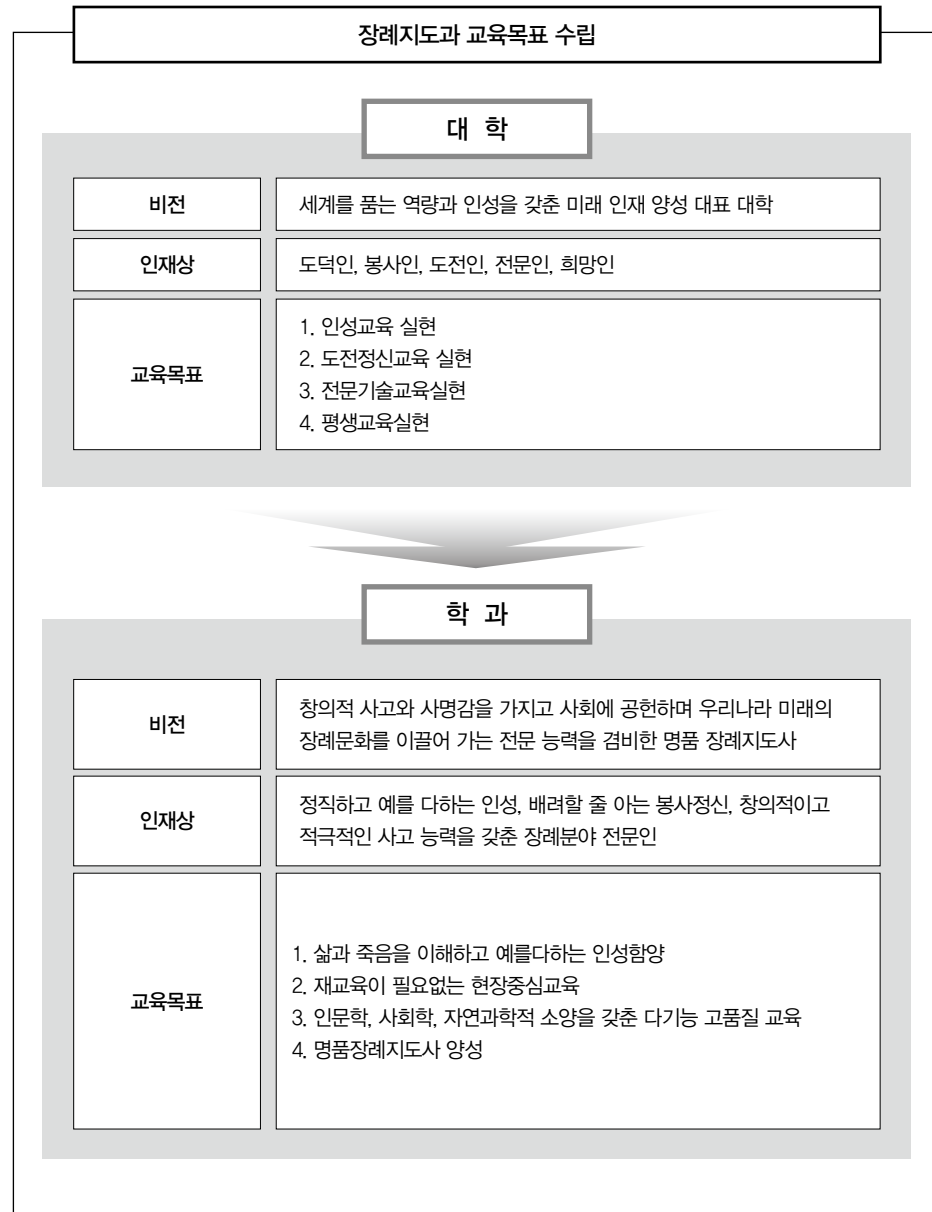 장례지도과 교육목표 수립
대 학
비전
세계를 품는 역량과 인성을 갖춘 미래 인재 양성 대표 대학
인재상
도덕인, 봉사인, 도전인, 전문인, 희망인
교육목표
1. 인성교육 실현
2. 도전정신교육 실현
3. 전문기술교육실현
4. 평생교육실현
학 과
비전
창의적 사고와 사명감을 가지고 사회에 공헌하며 우리나라 미래의
장례문화를 이끌어 가는 전문 능력을 겸비한 명품 장례지도사
인재상
정직하고 예를 다하는 인성, 배려할 줄 아는 봉사정신, 창의적이고
적극적인 사고 능력을 갖춘 장례분야 전문인
교육목표
1. 삶과 죽음을 이해하고 예를다하는 인성함양
2. 재교육이 필요없는 현장중심교육
3. 인문학, 사회학, 자연과학적 소양을 갖춘 다기능 고품질 교육
4. 명품장례지도사 양성